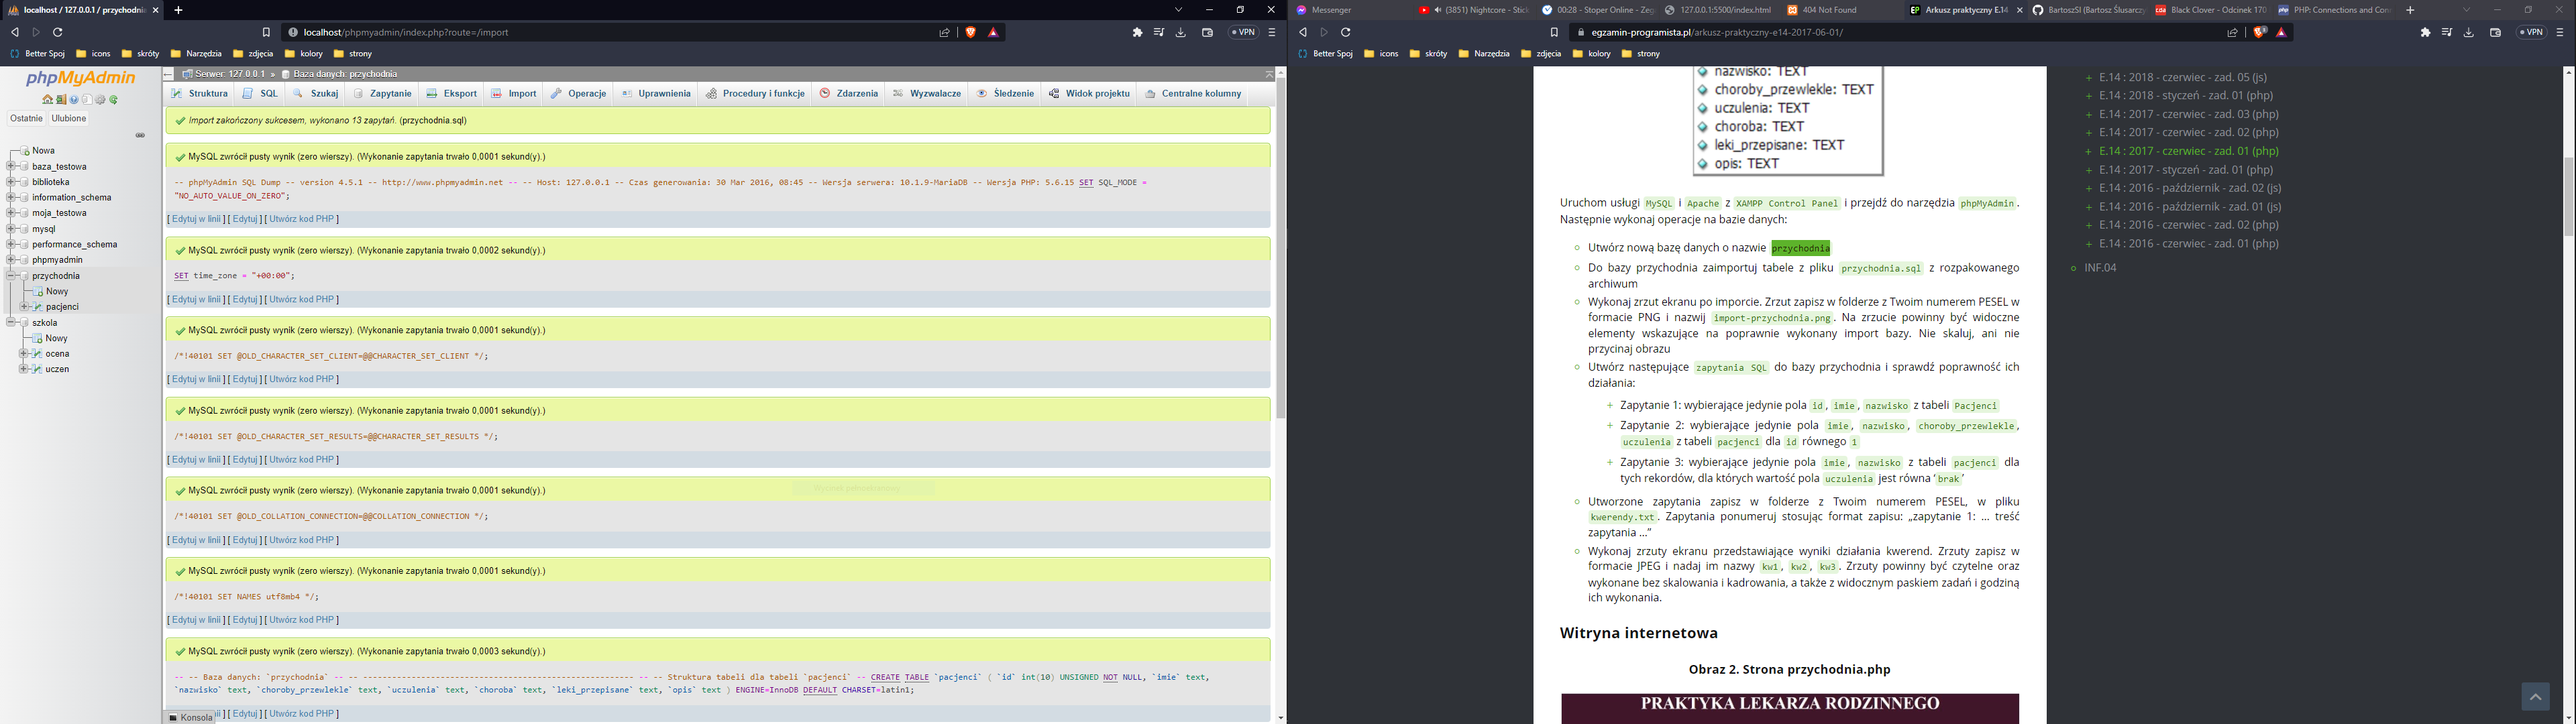 localhost / 127.0.0.1 / przychodnia
localhost/phpmyadmin/index.php?route=/import
VPN
Better Spoj
icons
skróty
Narzędzia
zdjęcia
kolory
strony
phpMyAdmin
Ostatnie
Ulubione
Nowa
baza_testowa
biblioteka
information_schema
moja_testowa
mysql
performance_schema
phpmyadmin
przychodnia
Nowy
pacjenci
szkola
Nowy
ocena
uczen
Serwer: 127.0.0.1 » Baza danych: przychodnia
Struktura
SQL
Szukaj
Zapytanie
Eksport
Import
Operacje
Uprawnienia
Procedury i funkcje
Zdarzenia
Wyzwalacze
Śledzenie
Widok projektu
Centralne kolumny
Import zakończony sukcesem, wykonano 13 zapytań. (przychodnia.sql)
MySQL zwrócił pusty wynik (zero wierszy). (Wykonanie zapytania trwało 0,0001 sekund(y).)
-- phpMyAdmin SQL Dump -- version 4.5.1 -- http://www.phpmyadmin.net -- -- Host: 127.0.0.1 -- Czas generowania: 30 Mar 2016, 08:45 -- Wersja serwera: 10.1.9-MariaDB -- Wersja PHP: 5.6.15 SET SQL_MODE =
"NO_AUTO_VALUE_ON_ZERO";
[ Edytuj w linii ] [ Edytuj ] [ Utwórz kod PHP ]
MySQL zwrócił pusty wynik (zero wierszy). (Wykonanie zapytania trwało 0,0002 sekund(y).)
SET time_zone = "+00:00";
[ Edytuj w linii ] [ Edytuj ] [ Utwórz kod PHP ]
MySQL zwrócił pusty wynik (zero wierszy). (Wykonanie zapytania trwało 0,0001 sekund(y).)
/*!40101 SET @OLD_CHARACTER_SET_CLIENT=@@CHARACTER_SET_CLIENT */;
[ Edytuj w linii ] [ Edytuj ] [ Utwórz kod PHP ]
MySQL zwrócił pusty wynik (zero wierszy). (Wykonanie zapytania trwało 0,0001 sekund(y).)
/*!40101 SET @OLD_CHARACTER_SET_RESULTS=@@CHARACTER_SET_RESULTS */;
[ Edytuj w linii ] [ Edytuj ] [ Utwórz kod PHP ]
MySQL zwrócił pusty wynik (zero wierszy). (Wykonanie zapytania trwało 0,0001 sekund(y).)
/*!40101 SET @OLD_COLLATION_CONNECTION=@@COLLATION_CONNECTION */;
[ Edytuj w linii ] [ Edytuj ] [ Utwórz kod PHP ]
MySQL zwrócił pusty wynik (zero wierszy). (Wykonanie zapytania trwało 0,0001 sekund(y).)
/*!40101 SET NAMES utf8mb4 */;
[ Edytuj w linii ] [ Edytuj ] [ Utwórz kod PHP ]
MySQL zwrócił pusty wynik (zero wierszy). (Wykonanie zapytania trwało 0,0003 sekund(y).)
-- -- Baza danych: `przychodnia` -- -- -------------------------------------------------------- -- -- Struktura tabeli dla tabeli `pacjenci` -- CREATE TABLE `pacjenci` ( `id` int(10) UNSIGNED NOT NULL, `imie` text,
`nazwisko` text, `choroby_przewlekle` text, `uczulenia` text, `choroba` text, `leki_przepisane` text, `opis` text ) ENGINE=InnoDB DEFAULT CHARSET=latin1;
Konsola
nii ] [ Edytuj ] [ Utwórz kod PHP ]
Messenger
(3851) Nightcore - Stick
00:28 - Stoper Online - Zeg
127.0.0.1:5500/index.html
404 Not Found
Arkusz praktyczny E.14
BartoszSl (Bartosz Ślusarczy
Black Clover - Odcinek 170
PHP: Connections and Conn
egzamin-programista.pl/arkusz-praktyczny-e14-2017-06-01/
VPN
Better Spoj
icons
skróty
Narzędzia
zdjęcia
kolory
strony
nazwisko: TEXT
choroby_przewlekle: TEXT
uczulenia: TEXT
choroba: TEXT
leki_przepisane: TEXT
opis: TEXT
Uruchom usługi MySQL i Apache z XAMPP Control Panel i przejdź do narzędzia phpMyAdmin.
Następnie wykonaj operacje na bazie danych:
Utwórz nową bazę danych o nazwie przychodnia
Do bazy przychodnia zaimportuj tabele z pliku przychodnia.sql z rozpakowanego
archiwum
Wykonaj zrzut ekranu po imporcie. Zrzut zapisz w folderze z Twoim numerem PESEL w
formacie PNG i nazwij import-przychodnia.png. Na zrzucie powinny być widoczne
elementy wskazujące na poprawnie wykonany import bazy. Nie skaluj, ani nie
przycinaj obrazu
Utwórz następujące zapytania SQL do bazy przychodnia i sprawdź poprawność ich
działania:
+ Zapytanie 1: wybierające jedynie pola id, imie, nazwisko z tabeli Pacjenci
+ Zapytanie 2: wybierające jedynie pola imie, nazwisko, choroby_przewlekle,
uczulenia z tabeli pacjenci dla id równego 1
+ Zapytanie 3: wybierające jedynie pola imie, nazwisko z tabeli pacjenci dla
tych rekordów, dla których wartość pola uczulenia jest równa ‘brak’
Utworzone zapytania zapisz w folderze z Twoim numerem PESEL, w pliku
kwerendy.txt. Zapytania ponumeruj stosując format zapisu: „zapytanie 1: ... treść
zapytania ...”
Wykonaj zrzuty ekranu przedstawiające wyniki działania kwerend. Zrzuty zapisz w
formacie JPEG i nadaj im nazwy kw1, kw2, kw3. Zrzuty powinny być czytelne oraz
wykonane bez skalowania i kadrowania, a także z widocznym paskiem zadań i godziną
ich wykonania.
Witryna internetowa
Obraz 2. Strona przychodnia.php
PRAKTYKA LEKARZA RODZINNEGO
+ E.14 : 2018 - czerwiec - zad. 05 (js)
+ E.14 : 2018 - styczeń - zad. 01 (php)
+ E.14 : 2017 - czerwiec - zad. 03 (php)
+ E.14 : 2017 - czerwiec - zad. 02 (php)
+ E.14 : 2017 - czerwiec - zad. 01 (php)
+ E.14 : 2017 - styczeń - zad. 01 (php)
+ E.14 : 2016 - październik - zad. 02 (js)
+ E.14 : 2016 - październik - zad. 01 (js)
+ E.14 : 2016 - czerwiec - zad. 02 (php)
+ E.14 : 2016 - czerwiec - zad. 01 (php)
INF.04